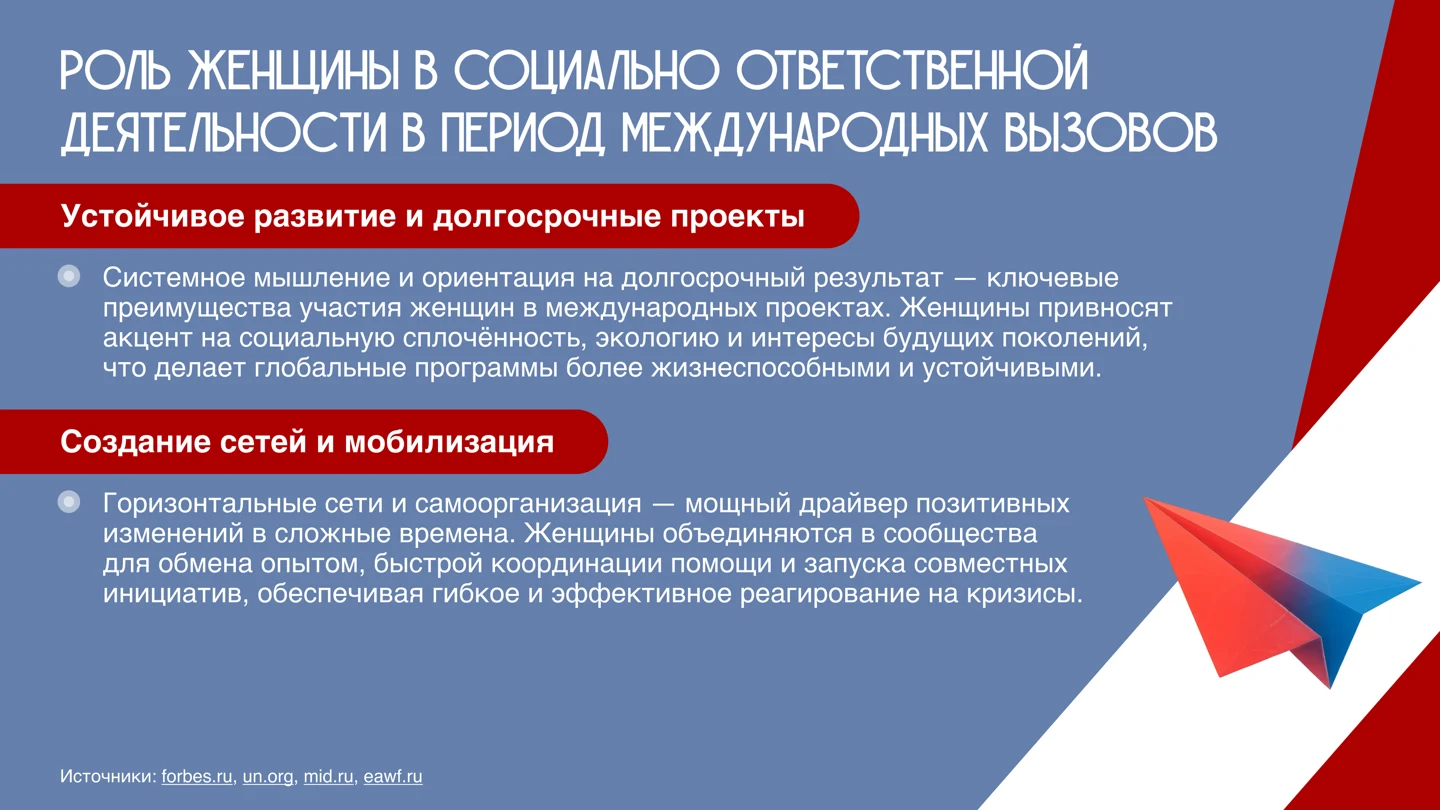 РОЛЬ ЖЕНЩИНЫ В СОЦИАЛЬНО ОТВЕТСТВЕННОЙ
ДЕЯТЕЛЬНОСТИ В ПЕРИОД МЕЖДУНАРОДНЫХ ВЫЗОВОВ
Устойчивое развитие и долгосрочные проекты
Системное мышление и ориентация на долгосрочный результат — ключевые
преимущества участия женщин в международных проектах. Женщины привносят
акцент на социальную сплочённость, экологию и интересы будущих поколений,
что делает глобальные программы более жизнеспособными и устойчивыми.
Создание сетей и мобилизация
Горизонтальные сети и самоорганизация — мощный драйвер позитивных
изменений в сложные времена. Женщины объединяются в сообщества
для обмена опытом, быстрой координации помощи и запуска совместных
инициатив, обеспечивая гибкое и эффективное реагирование на кризисы.
Источники: forbes.ru, un.org, mid.ru, eawf.ru